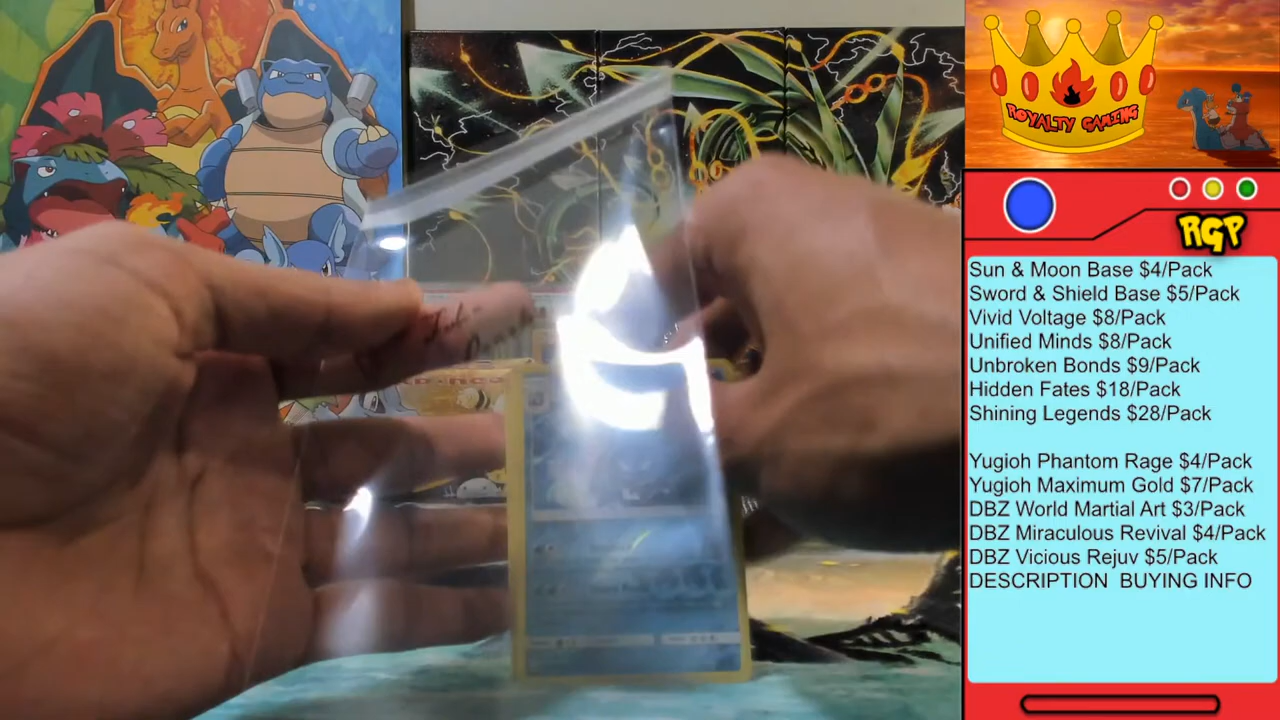 ROYALTY GAMING
RGP
Sun & Moon Base $4/Pack
Sword & Shield Base $5/Pack
Vivid Voltage $8/Pack
Unified Minds $8/Pack
Unbroken Bonds $9/Pack
Hidden Fates $18/Pack
Shining Legends $28/Pack
Yugioh Phantom Rage $4/Pack
Yugioh Maximum Gold $7/Pack
DBZ World Martial Art $3/Pack
DBZ Miraculous Revival $4/Pack
DBZ Vicious Rejuv $5/Pack
DESCRIPTION BUYING INFO